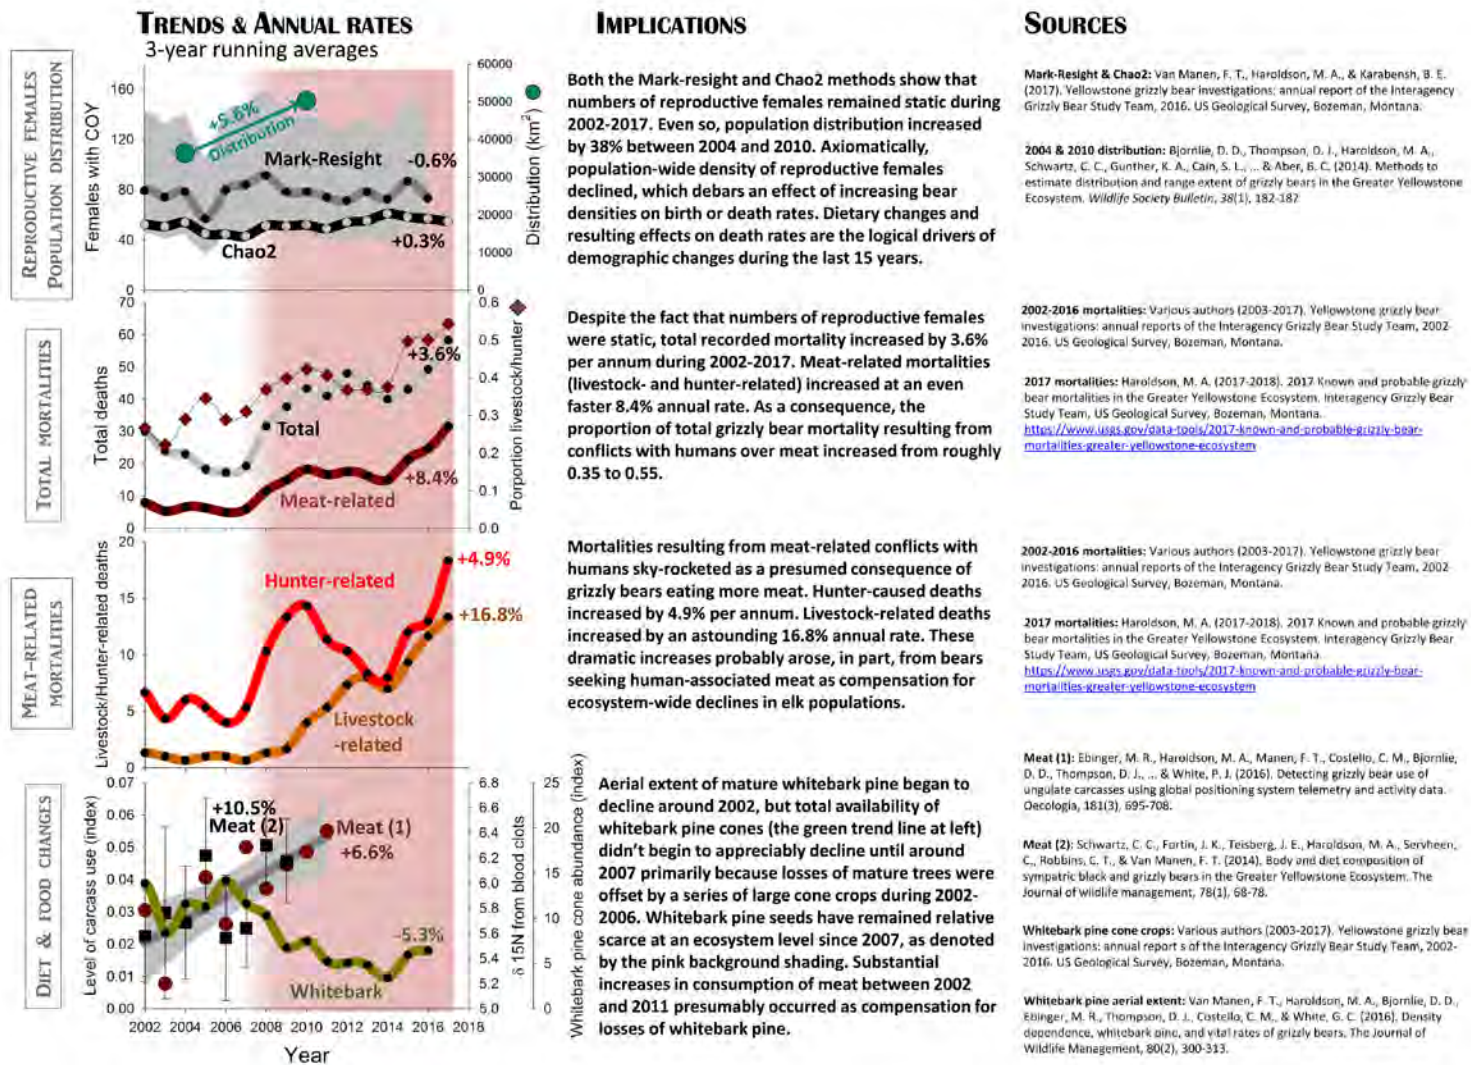 TRENDS & ANNUAL RATES
3-year running averages
IMPLICATIONS
SOURCES
REPRODUCTIVE FEMALES
POPULATION DISTRIBUTION
Females with COY
160
120
80
40
0
+5.6%
Distribution
Mark-Resight
-0.6%
Chao2
+0.3%
60000
50000
40000
30000
20000
10000
0
Distribution (km²)
Both the Mark-resight and Chao2 methods show that
numbers of reproductive females remained static during
2002-2017. Even so, population distribution increased
by 38% between 2004 and 2010. Axiomatically,
population-wide density of reproductive females
declined, which debars an effect of increasing bear
densities on birth or death rates. Dietary changes and
resulting effects on death rates are the logical drivers of
demographic changes during the last 15 years.
Mark-Resight & Chao2: Van Manen, F. T., Haroldson, M. A., & Karabensh, B. E.
(2017). Yellowstone grizzly bear investigations: annual report of the Interagency
Grizzly Bear Study Team, 2016. US Geological Survey, Bozeman, Montana.
2004 & 2010 distribution: Bjornlie, D. D., Thompson, D. J., Haroldson, M. A.,
Schwartz, C. C., Gunther, K. A., Cain, S. L., ... & Aber, B. C. (2014). Methods to
estimate distribution and range extent of grizzly bears in the Greater Yellowstone
Ecosystem. Wildlife Society Bulletin, 38(1), 182-187
TOTAL MORTALITIES
Total deaths
70
60
50
40
30
20
10
0
+3.6%
Total
+8.4%
Meat-related
0.6
0.5
0.4
0.3
0.2
0.1
0.0
Porportion livestock/hunter
Despite the fact that numbers of reproductive females
were static, total recorded mortality increased by 3.6%
per annum during 2002-2017. Meat-related mortalities
(livestock- and hunter-related) increased at an even
faster 8.4% annual rate. As a consequence, the
proportion of total grizzly bear mortality resulting from
conflicts with humans over meat increased from roughly
0.35 to 0.55.
2002-2016 mortalities: Various authors (2003-2017). Yellowstone grizzly bear
investigations: annual reports of the Interagency Grizzly Bear Study Team, 2002-
2016. US Geological Survey, Bozeman, Montana.
2017 mortalities: Haroldson, M. A. (2017-2018). 2017 Known and probable grizzly
bear mortalities in the Greater Yellowstone Ecosystem. Interagency Grizzly Bear
Study Team, US Geological Survey, Bozeman, Montana.
https://www.usgs.gov/data-tools/2017-known-and-probable-grizzly-bear-
mortalities-greater-yellowstone-ecosystem
MEAT-RELATED
MORTALITIES
Livestock/Hunter-related deaths
20
15
10
5
0
Hunter-related
+4.9%
+16.8%
Livestock
-related
Mortalities resulting from meat-related conflicts with
humans sky-rocketed as a presumed consequence of
grizzly bears eating more meat. Hunter-caused deaths
increased by 4.9% per annum. Livestock-related deaths
increased by an astounding 16.8% annual rate. These
dramatic increases probably arose, in part, from bears
seeking human-associated meat as compensation for
ecosystem-wide declines in elk populations.
2002-2016 mortalities: Various authors (2003-2017). Yellowstone grizzly bear
investigations: annual reports of the Interagency Grizzly Bear Study Team, 2002-
2016. US Geological Survey, Bozeman, Montana.
2017 mortalities: Haroldson, M. A. (2017-2018). 2017 Known and probable grizzly
bear mortalities in the Greater Yellowstone Ecosystem. Interagency Grizzly Bear
Study Team, US Geological Survey, Bozeman, Montana.
https://www.usgs.gov/data-tools/2017-known-and-probable-grizzly-bear-
mortalities-greater-yellowstone-ecosystem
DIET & FOOD CHANGES
Level of carcass use (index)
0.07
0.06
0.05
0.04
0.03
0.02
0.01
0.00
+10.5%
Meat (2)
Meat (1)
+6.6%
-5.3%
Whitebark
6.8
6.6
6.4
6.2
6.0
5.8
5.6
5.4
5.2
5.0
δ 15N from blood clots
25
20
15
10
5
0
Whitebark pine cone abundance (index)
2002 2004 2006 2008 2010 2012 2014 2016 2018
Year
Aerial extent of mature whitebark pine began to
decline around 2002, but total availability of
whitebark pine cones (the green trend line at left)
didn't begin to appreciably decline until around
2007 primarily because losses of mature trees were
offset by a series of large cone crops during 2002-
2006. Whitebark pine seeds have remained relative
scarce at an ecosystem level since 2007, as denoted
by the pink background shading. Substantial
increases in consumption of meat between 2002
and 2011 presumably occurred as compensation for
losses of whitebark pine.
Meat (1): Ebinger, M. R., Haroldson, M. A., Manen, F. T., Costello, C. M., Bjornlie,
D. D., Thompson, D. J., ... & White, P. J. (2016). Detecting grizzly bear use of
ungulate carcasses using global positioning system telemetry and activity data.
Oecologia, 181(3), 695-708.
Meat (2): Schwartz, C. C., Fortin, J. K., Teisberg, J. E., Haroldson, M. A., Servheen,
C., Robbins, C. T., & Van Manen, F. T. (2014). Body and diet composition of
sympatric black and grizzly bears in the Greater Yellowstone Ecosystem. The
Journal of wildlife management, 78(1), 68-78.
Whitebark pine cone crops: Various authors (2003-2017). Yellowstone grizzly bear
investigations: annual report s of the Interagency Grizzly Bear Study Team, 2002-
2016. US Geological Survey, Bozeman, Montana.
Whitebark pine aerial extent: Van Manen, F. T., Haroldson, M. A., Bjornlie, D. D.,
Ebinger, M. R., Thompson, D. J., Costello, C. M., & White, G. C. (2016). Density
dependence, whitebark pine, and vital rates of grizzly bears. The Journal of
Wildlife Management, 80(2), 300-313.